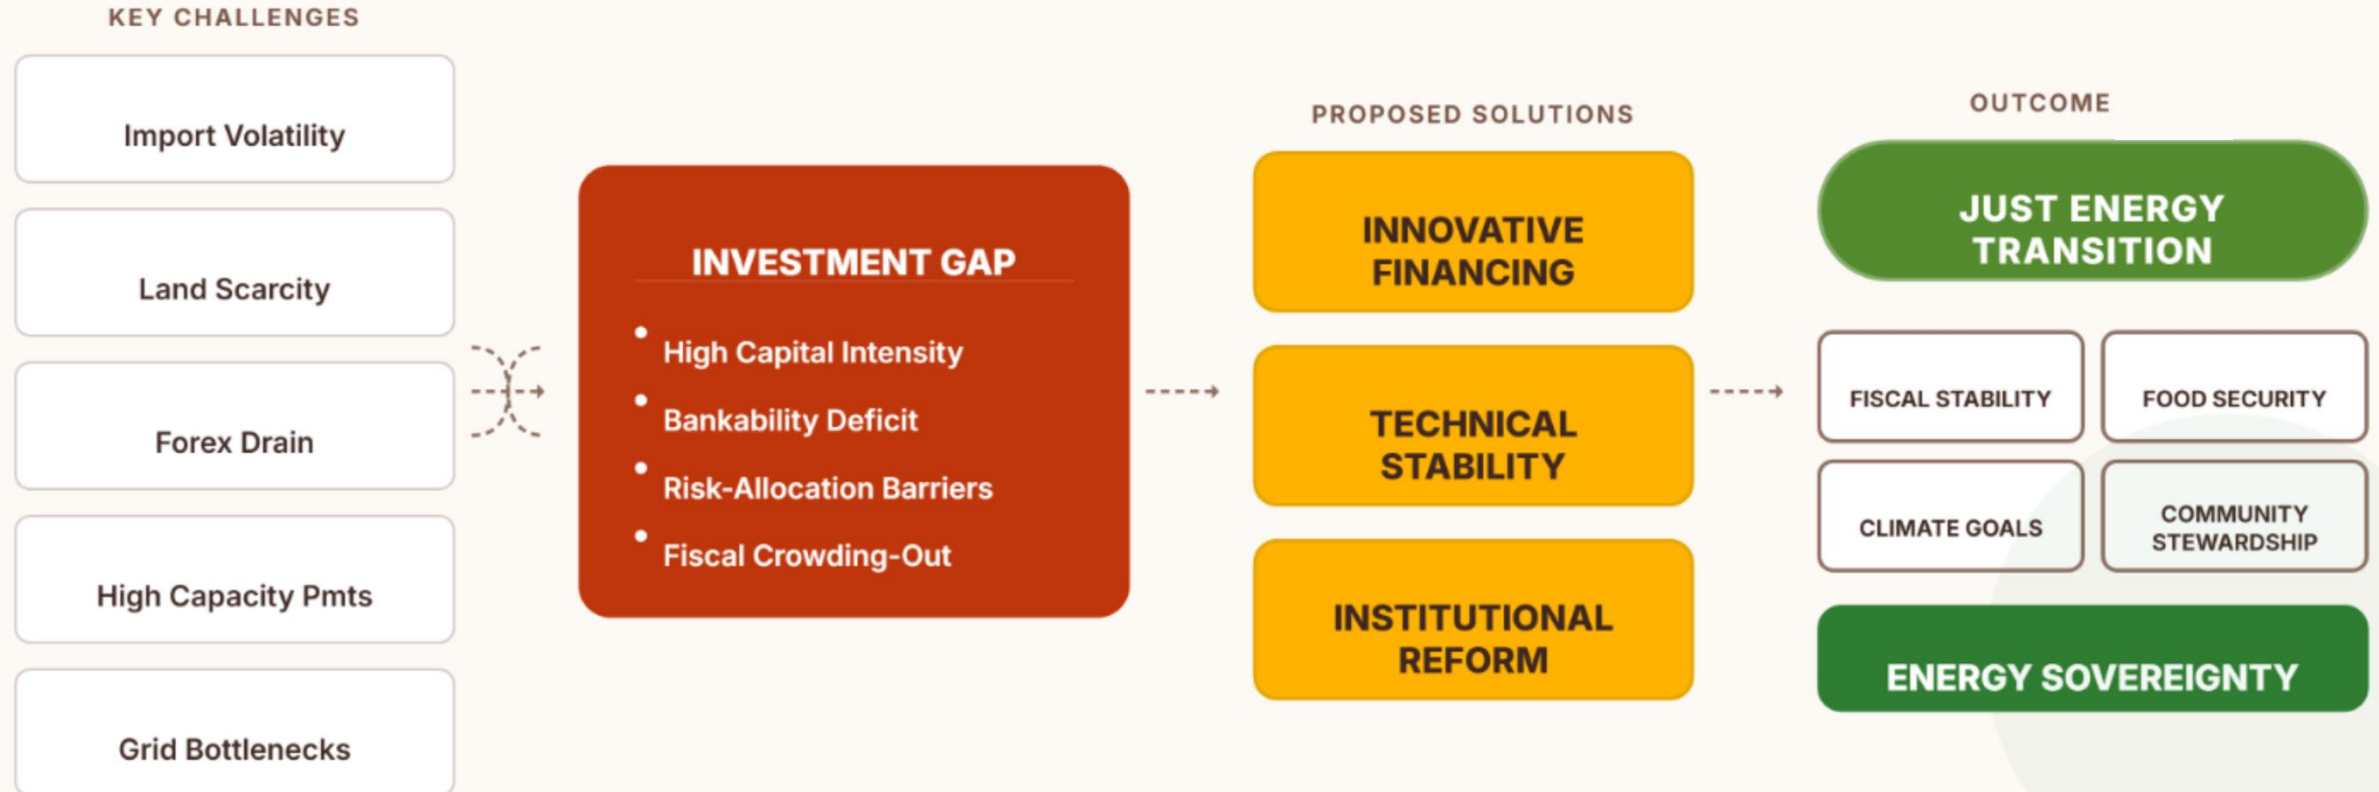 KEY CHALLENGES
Import Volatility
Land Scarcity
Forex Drain
High Capacity Pmts
Grid Bottlenecks
INVESTMENT GAP
• High Capital Intensity
• Bankability Deficit
• Risk-Allocation Barriers
• Fiscal Crowding-Out
PROPOSED SOLUTIONS
INNOVATIVE
FINANCING
TECHNICAL
STABILITY
INSTITUTIONAL
REFORM
OUTCOME
JUST ENERGY
TRANSITION
FISCAL STABILITY
FOOD SECURITY
CLIMATE GOALS
COMMUNITY
STEWARDSHIP
ENERGY SOVEREIGNTY